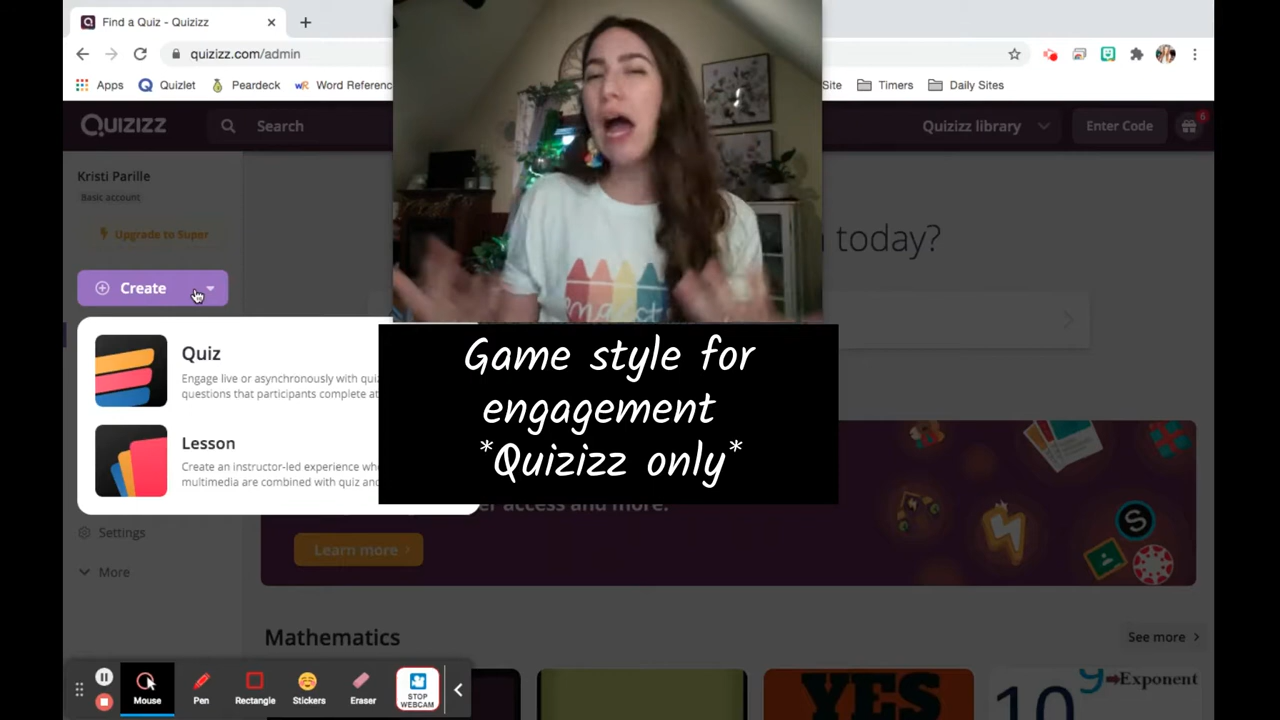 Find a Quiz - Quizizz
quizizz.com/admin
Apps
Quizlet
Peardeck
wR
Word Referenc
Site
Timers
Daily Sites
QUIZIZZ
Search
Quizizz library
Enter Code
6
Kristi Parille
Basic account
Upgrade to Super
today?
Create
Quiz
Engage live or asynchronously with qui
questions that participants complete at
Game style for
engagement
*Quizizz only*
Lesson
Create an instructor-led experience wh
multimedia are combined with quiz and
er access and more.
Settings
Learn more
S
More
Mathematics
See more
Mouse
Pen
Rectangle
Stickers
Eraser
STOP
WEBCAM
YES
10
y
Exponent